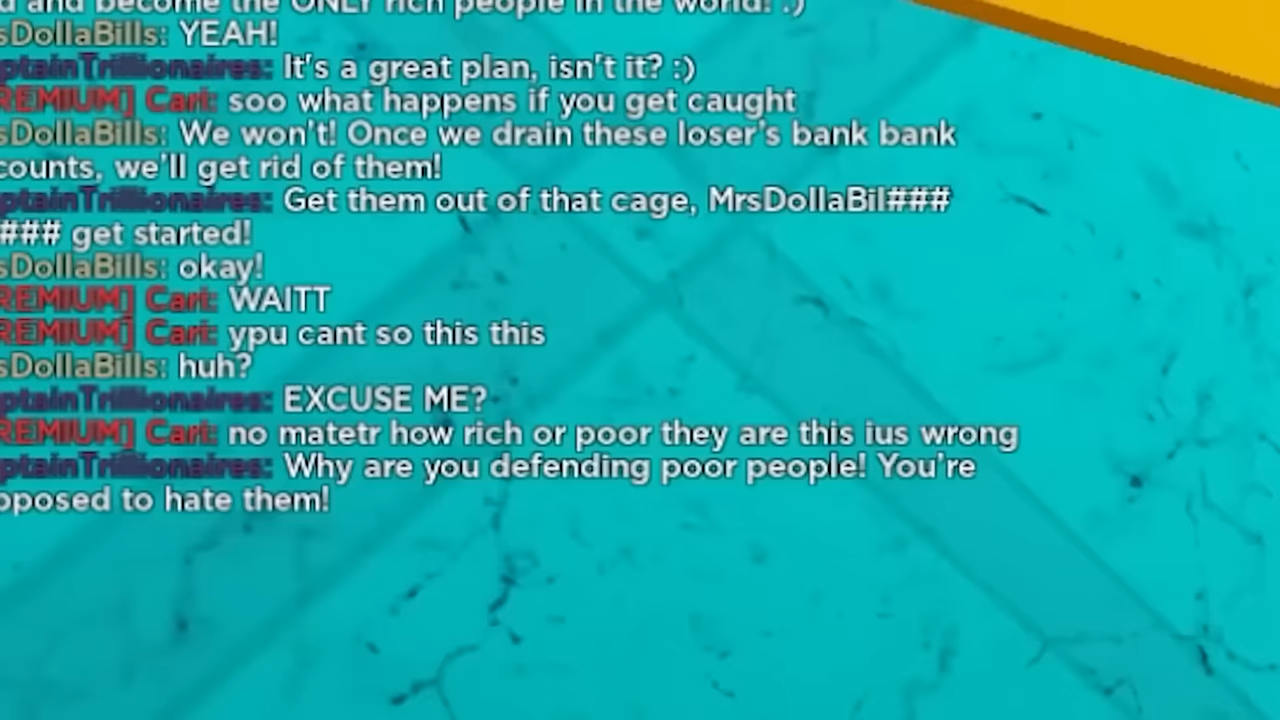 d and become the ONLY rich people in the world! :)
sDollaBills: YEAH!
ptainTrillionaires: It's a great plan, isn't it? :)
REMIUM] Cari: soo what happens if you get caught
sDollaBills: We won't! Once we drain these loser's bank bank
counts, we'll get rid of them!
ptainTrillionaires: Get them out of that cage, MrsDollaBil###
### get started!
sDollaBills: okay!
REMIUM] Cari: WAITT
REMIUM] Cari: ypu cant so this this
sDollaBills: huh?
ptainTrillionaires: EXCUSE ME?
REMIUM] Cari: no matetr how rich or poor they are this ius wrong
ptainTrillionaires: Why are you defending poor people! You're
pposed to hate them!